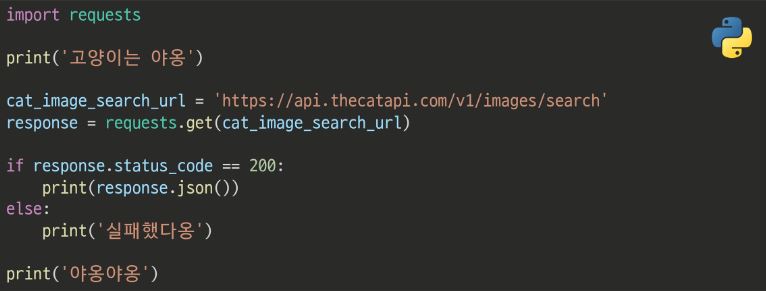 import requests
print('고양이는 야옹')
cat_image_search_url = 'https://api.thecatapi.com/v1/images/search'
response = requests.get(cat_image_search_url)
if response.status_code == 200:
    print(response.json())
else:
    print('실패했다옹')
print('야옹야옹')